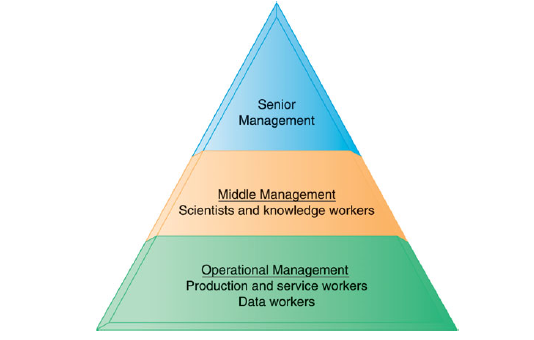 Senior
Management
Middle Management
Scientists and knowledge workers
Operational Management
Production and service workers
Data workers